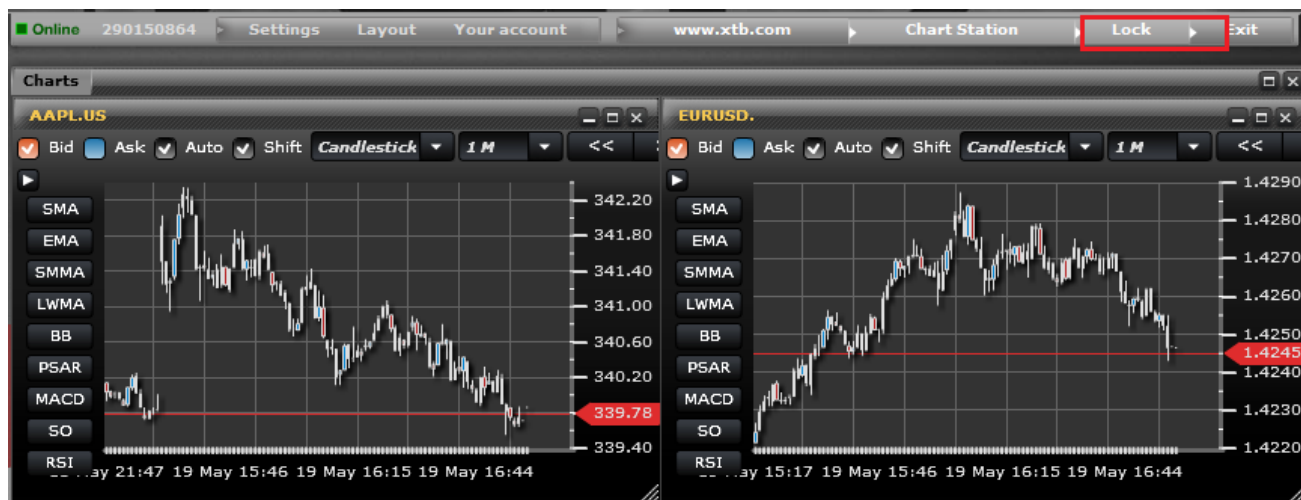 Online 290150864 Settings Layout Your account www.xtb.com Chart Station Lock Exit
Charts
AAPL.US
Bid Ask Auto Shift Candlestick 1 M <<
SMA
EMA
SMMA
LWMA
BB
PSAR
MACD
SO
RSI
342.20
341.80
341.40
341.00
340.60
340.20
339.78
339.40
May 21:47 19 May 15:46 19 May 16:15 19 May 16:44
EURUSD.
Bid Ask Auto Shift Candlestick 1 M <<
SMA
EMA
SMMA
LWMA
BB
PSAR
MACD
SO
RSI
1.4290
1.4280
1.4270
1.4260
1.4250
1.4245
1.4240
1.4230
1.4220
May 15:17 19 May 15:46 19 May 16:15 19 May 16:44